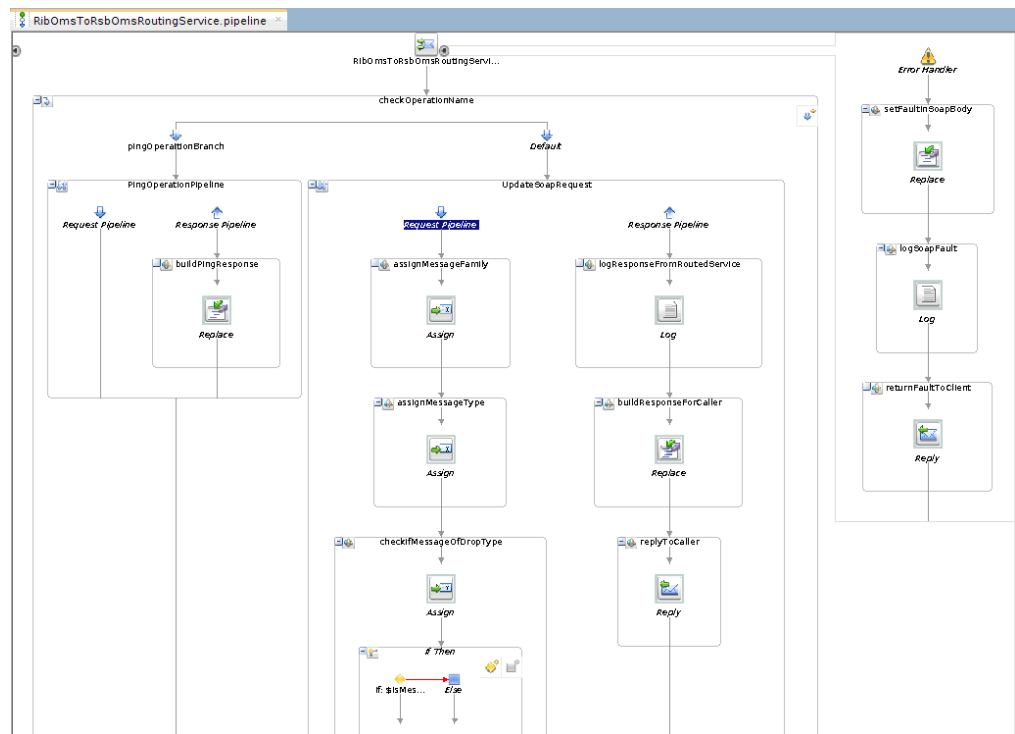 RibOmsToRsbOmsRoutingService.pipeline
RibOmsToRsbOmsRoutingServi...
checkOperationName
pingOperaitionBranch
Default
PingOperationPipeline
Request Pipeline
Response Pipeline
buildPingResponse
Replace
UpdateSoapRequest
Request Pipeline
Response Pipeline
assignMessageFamily
Assign
assignMessageType
Assign
checkIfMessageOfDropType
Assign
If Then
If: $IsMes...
Else
logResponseFromRoutedService
Log
buildResponseForCaller
Replace
replyToCaller
Reply
Error Handler
setFaultInSoapBody
Replace
logSoapFault
Log
returnFaultToClient
Reply